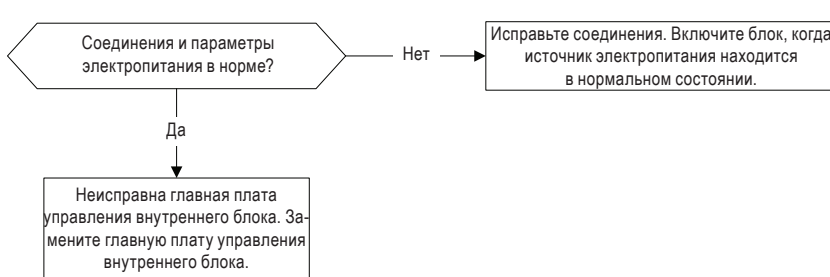 Соединения и параметры
электропитания в норме?
Нет
Исправьте соединения. Включите блок, когда
источник электропитания находится
в нормальном состоянии.
Да
Неисправна главная плата
управления внутреннего блока. За-
мените главную плату управления
внутреннего блока.